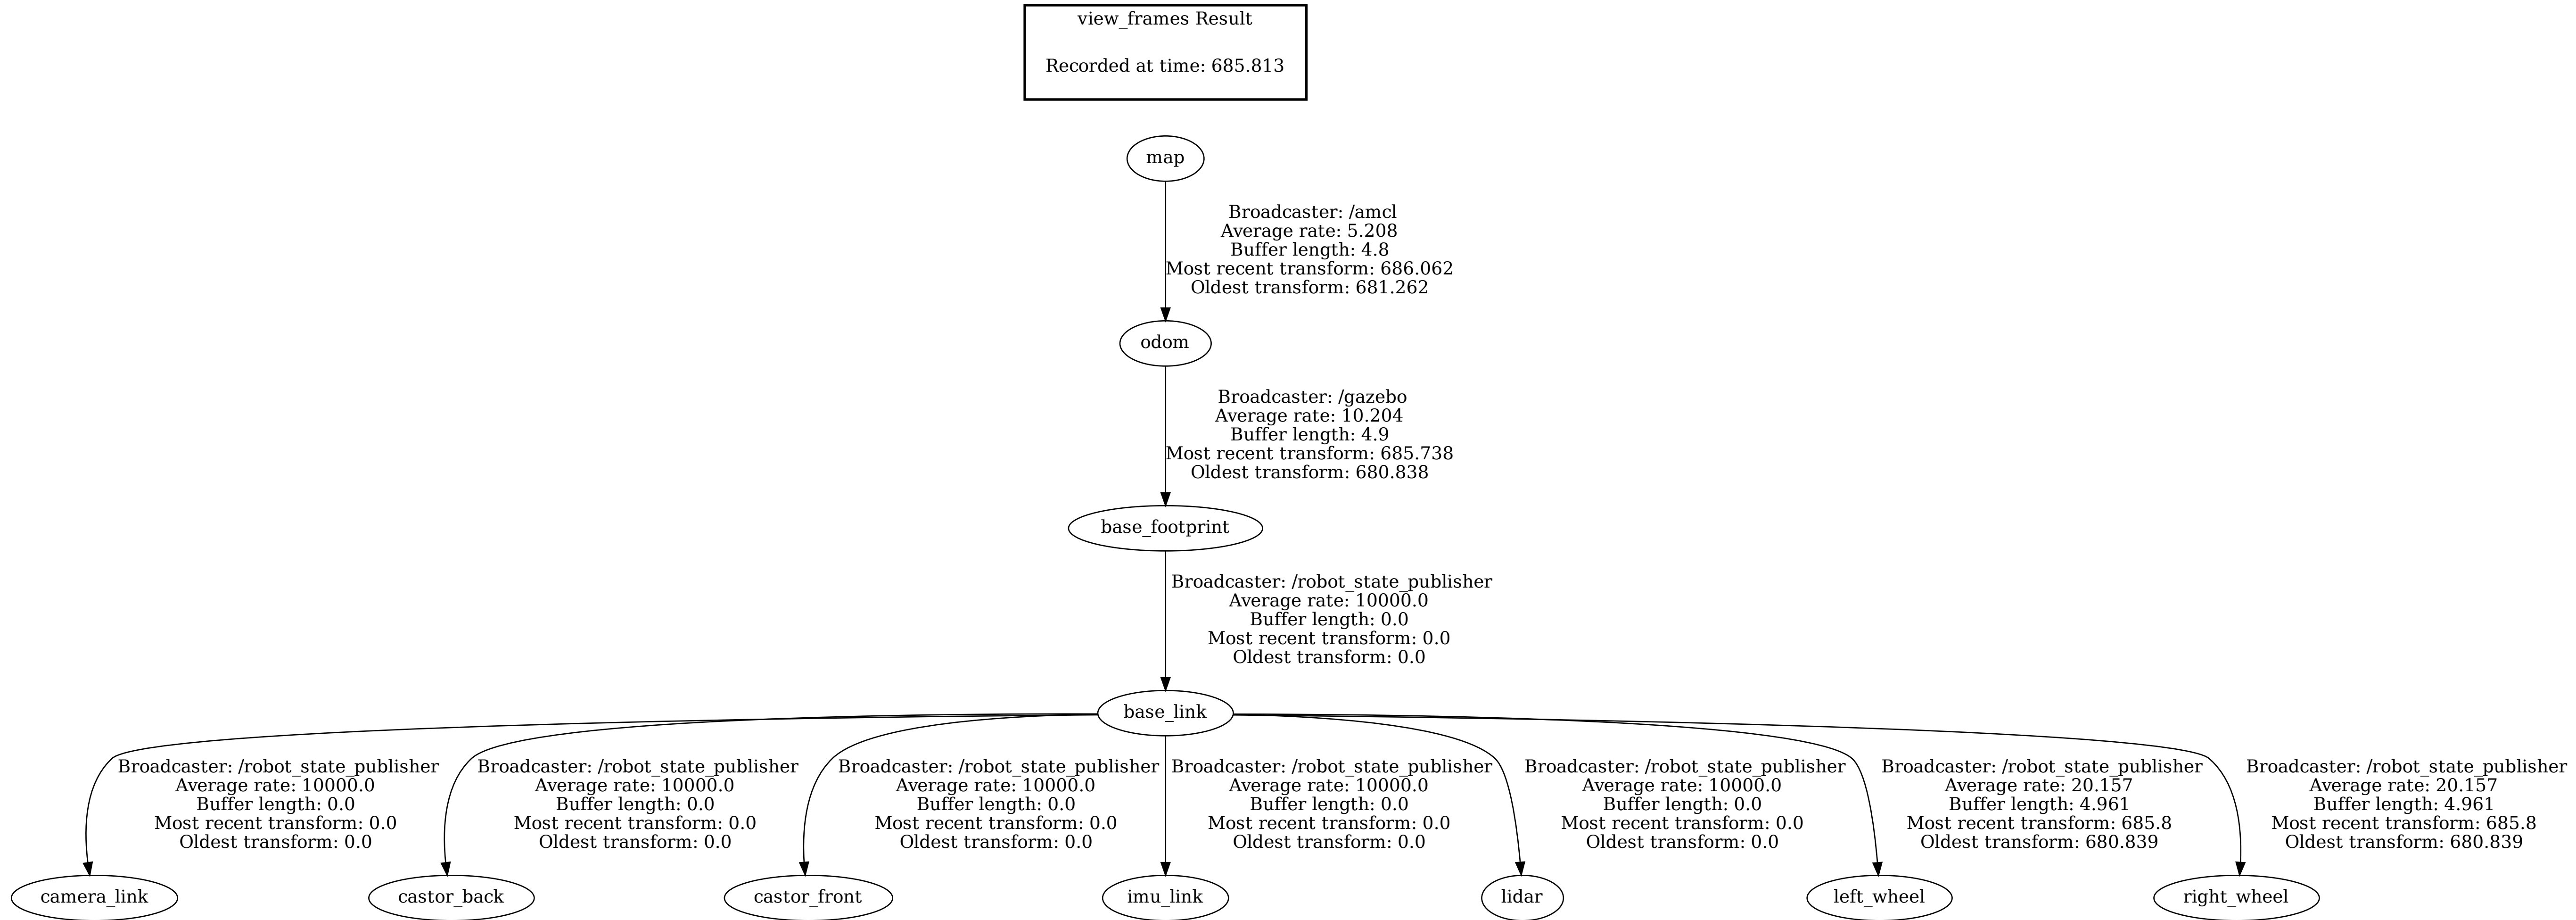 view_frames Result
Recorded at time: 685.813
map
Broadcaster: /amcl
Average rate: 5.208
Buffer length: 4.8
Most recent transform: 686.062
Oldest transform: 681.262
odom
Broadcaster: /gazebo
Average rate: 10.204
Buffer length: 4.9
Most recent transform: 685.738
Oldest transform: 680.838
base_footprint
Broadcaster: /robot_state_publisher
Average rate: 10000.0
Buffer length: 0.0
Most recent transform: 0.0
Oldest transform: 0.0
base_link
Broadcaster: /robot_state_publisher
Average rate: 10000.0
Buffer length: 0.0
Most recent transform: 0.0
Oldest transform: 0.0
Broadcaster: /robot_state_publisher
Average rate: 10000.0
Buffer length: 0.0
Most recent transform: 0.0
Oldest transform: 0.0
Broadcaster: /robot_state_publisher
Average rate: 10000.0
Buffer length: 0.0
Most recent transform: 0.0
Oldest transform: 0.0
Broadcaster: /robot_state_publisher
Average rate: 10000.0
Buffer length: 0.0
Most recent transform: 0.0
Oldest transform: 0.0
Broadcaster: /robot_state_publisher
Average rate: 10000.0
Buffer length: 0.0
Most recent transform: 0.0
Oldest transform: 0.0
Broadcaster: /robot_state_publisher
Average rate: 20.157
Buffer length: 4.961
Most recent transform: 685.8
Oldest transform: 680.839
Broadcaster: /robot_state_publisher
Average rate: 20.157
Buffer length: 4.961
Most recent transform: 685.8
Oldest transform: 680.839
camera_link
castor_back
castor_front
imu_link
lidar
left_wheel
right_wheel